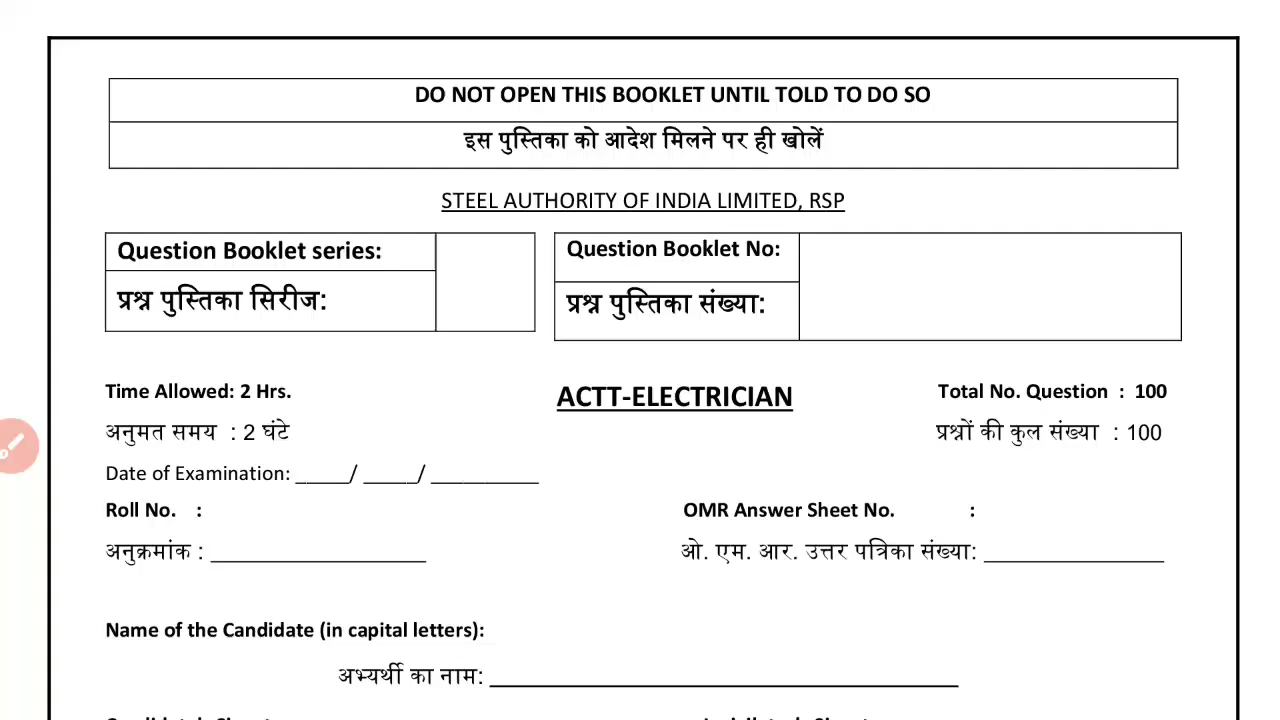 DO NOT OPEN THIS BOOKLET UNTIL TOLD TO DO SO
इस पुस्तिका को आदेश मिलने पर ही खोलें
STEEL AUTHORITY OF INDIA LIMITED, RSP
Question Booklet series:
प्रश्न पुस्तिका सिरीज:
Question Booklet No:
प्रश्न पुस्तिका संख्या:
Time Allowed: 2 Hrs. ACTT-ELECTRICIAN Total No. Question : 100
अनुमत समय : 2 घंटे प्रश्नों की कुल संख्या : 100
Date of Examination: _____/ _____/ __________
Roll No. : OMR Answer Sheet No. :
अनुक्रमांक : ____________________ ओ. एम. आर. उत्तर पत्रिका संख्या: _________________
Name of the Candidate (in capital letters):
अभ्यर्थी का नाम: ____________________________________________